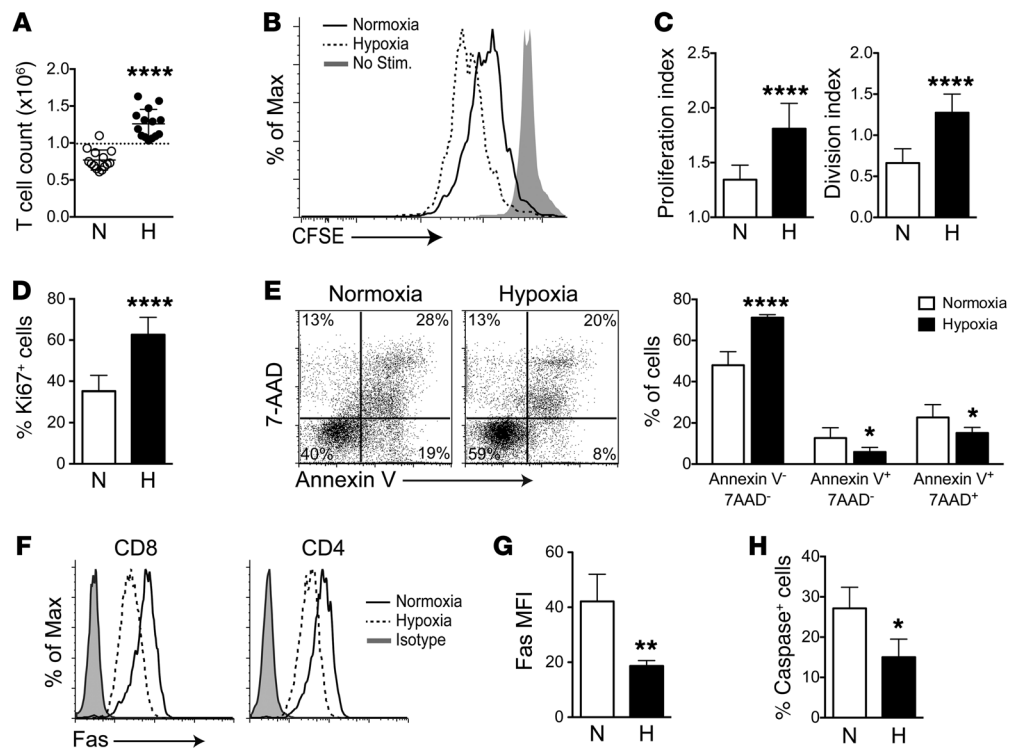 A
T cell count (x10⁶)
2.0
1.5
1.0
0.5
0.0
****
N H
B
Normoxia
Hypoxia
No Stim.
% of Max
CFSE
C
Proliferation index
2.5
2.0
1.5
1.0
****
N H
Division index
2.0
1.5
1.0
0.5
0.0
****
N H
D
% Ki67⁺ cells
80
60
40
20
0
****
N H
E
Normoxia
Hypoxia
7-AAD
13% 28%
40% 19%
13% 20%
59% 8%
Annexin V
% of cells
80
60
40
20
0
****
*
*
Normoxia
Hypoxia
Annexin V⁻
7AAD⁻
Annexin V⁺
7AAD⁻
Annexin V⁺
7AAD⁺
F
CD8
CD4
% of Max
Normoxia
Hypoxia
Isotype
Fas
G
Fas MFI
60
40
20
0
**
N H
H
% Caspase⁺ cells
40
30
20
10
0
*
N H